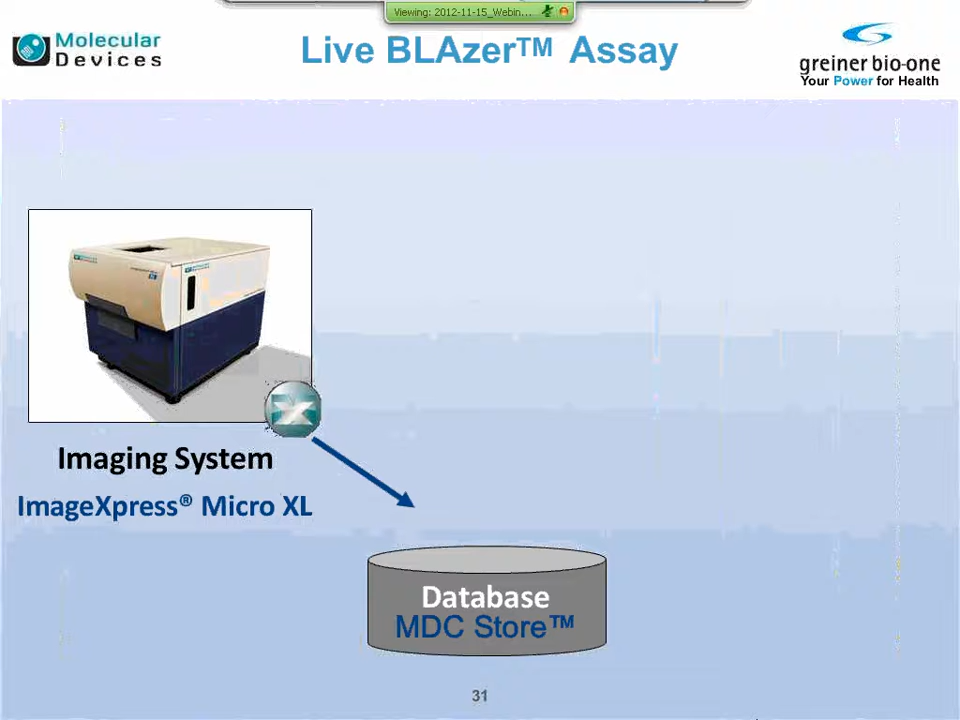 Viewing: 2012-11-15_Webin...
Molecular
Devices
Live BLAzer™ Assay
greiner bio-one
Your Power for Health
Imaging System
ImageXpress® Micro XL
Database
MDC Store™
31